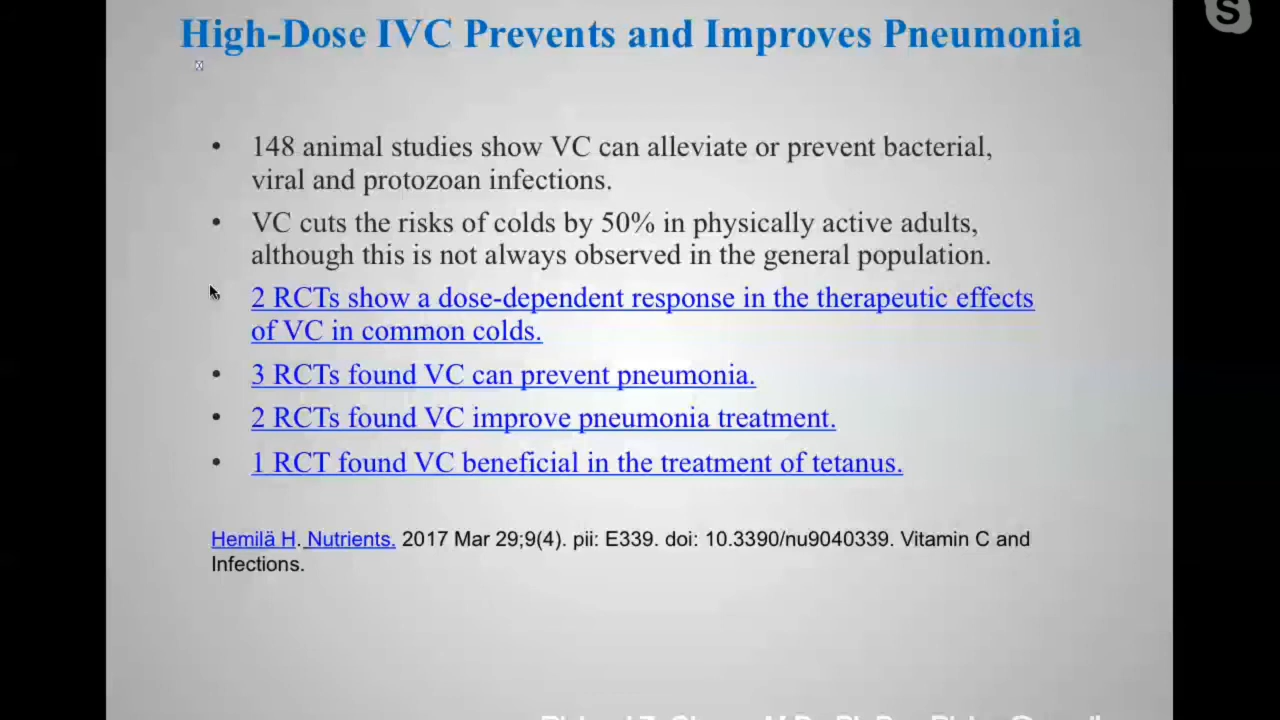 High-Dose IVC Prevents and Improves Pneumonia
• 148 animal studies show VC can alleviate or prevent bacterial,
viral and protozoan infections.
• VC cuts the risks of colds by 50% in physically active adults,
although this is not always observed in the general population.
2 RCTs show a dose-dependent response in the therapeutic effects
of VC in common colds.
• 3 RCTs found VC can prevent pneumonia.
• 2 RCTs found VC improve pneumonia treatment.
• 1 RCT found VC beneficial in the treatment of tetanus.
Hemilä H. Nutrients. 2017 Mar 29;9(4). pii: E339. doi: 10.3390/nu9040339. Vitamin C and
Infections.
S